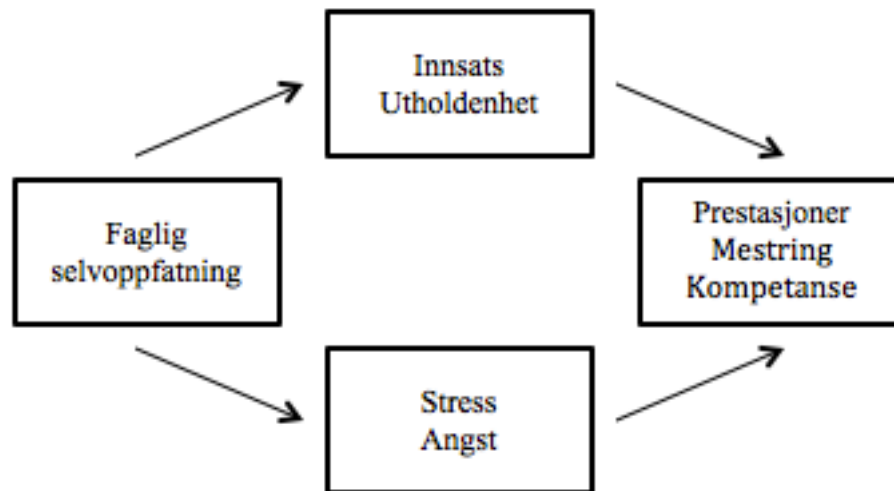 Innsats
Utholdenhet
Faglig
selvoppfatning
Prestasjoner
Mestring
Kompetanse
Stress
Angst